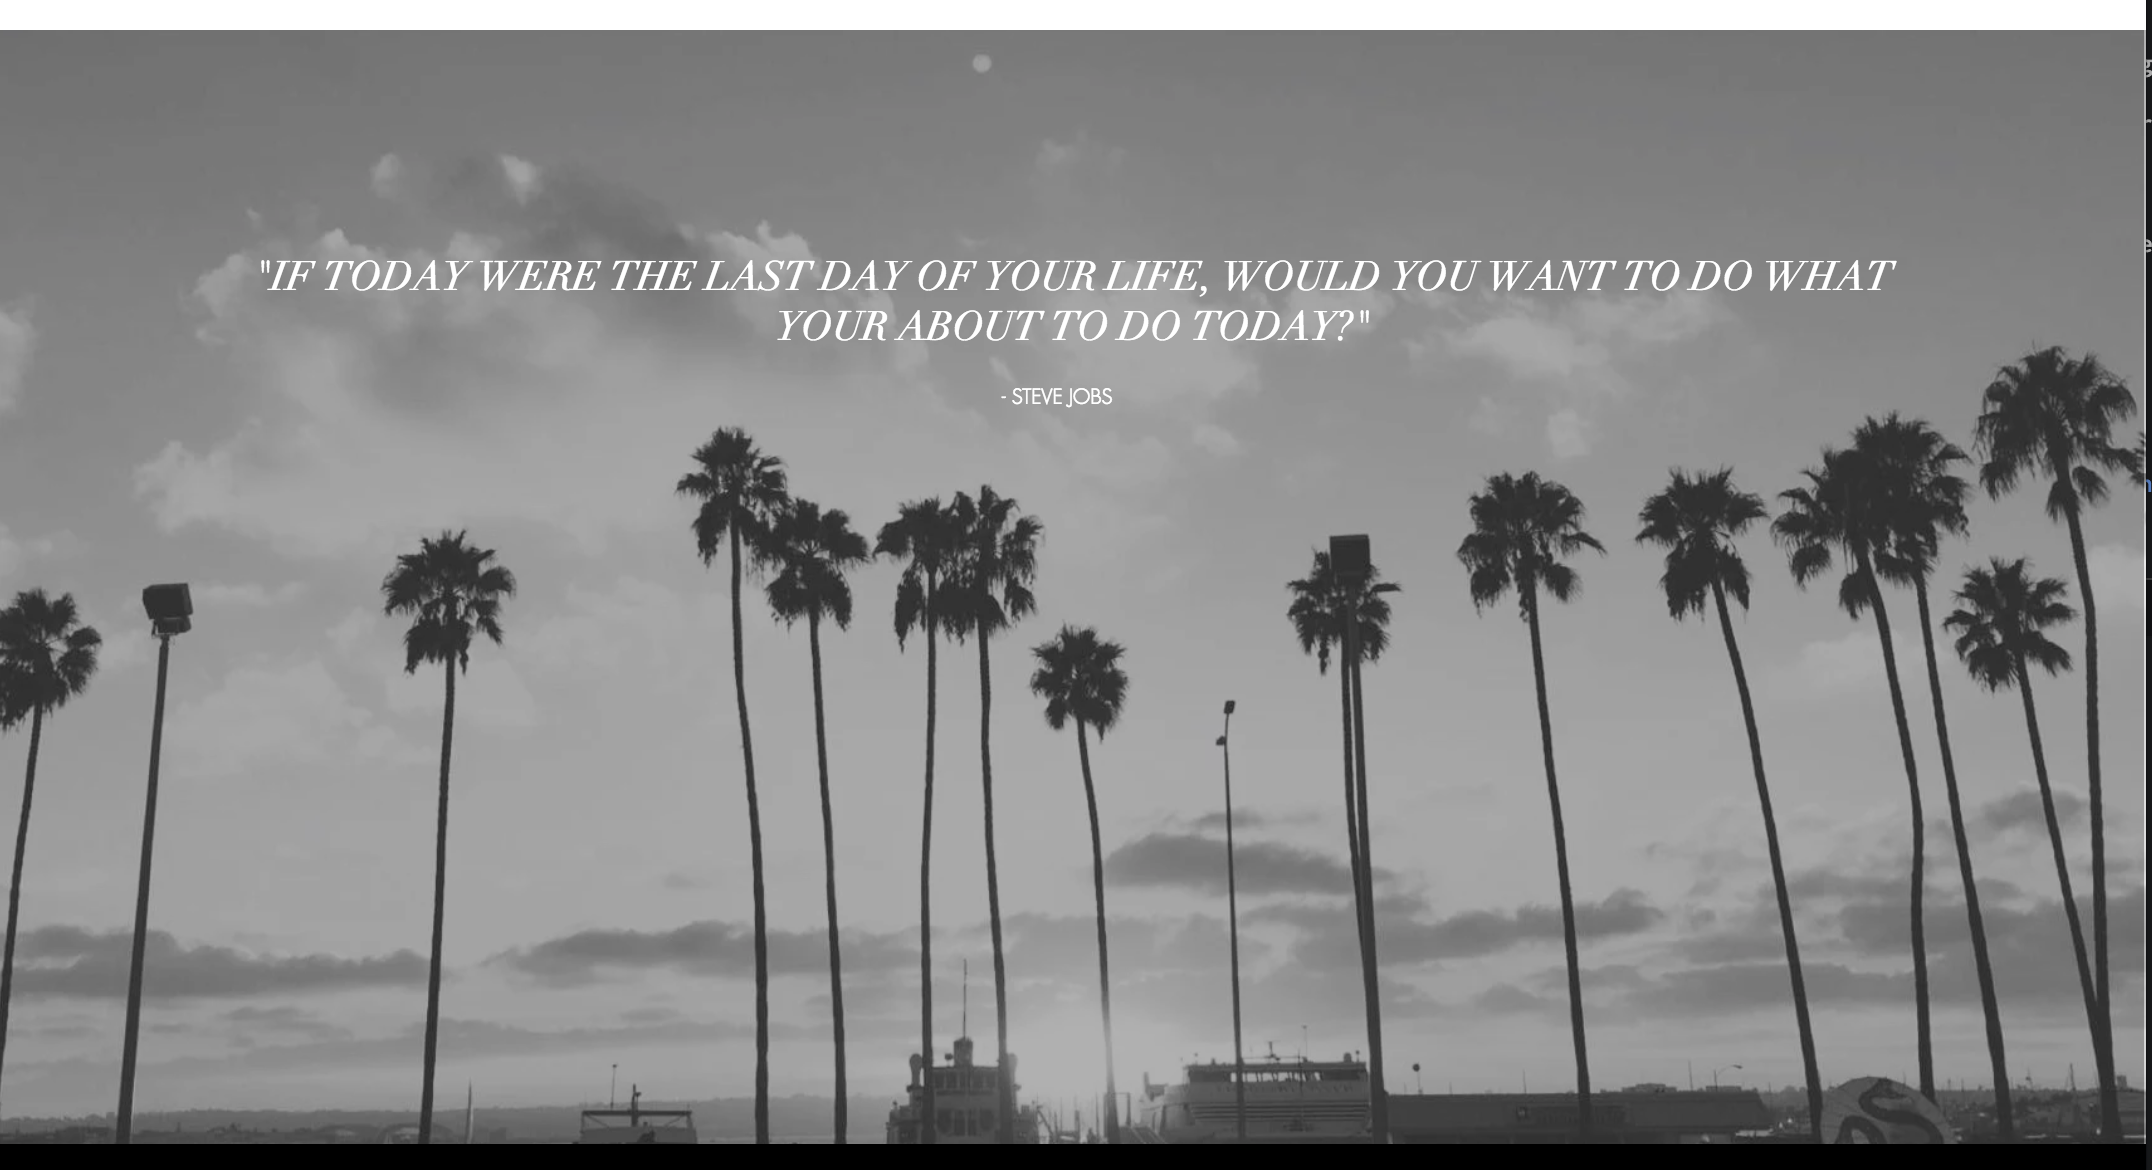 "IF TODAY WERE THE LAST DAY OF YOUR LIFE, WOULD YOU WANT TO DO WHAT
YOUR ABOUT TO DO TODAY?"
- STEVE JOBS